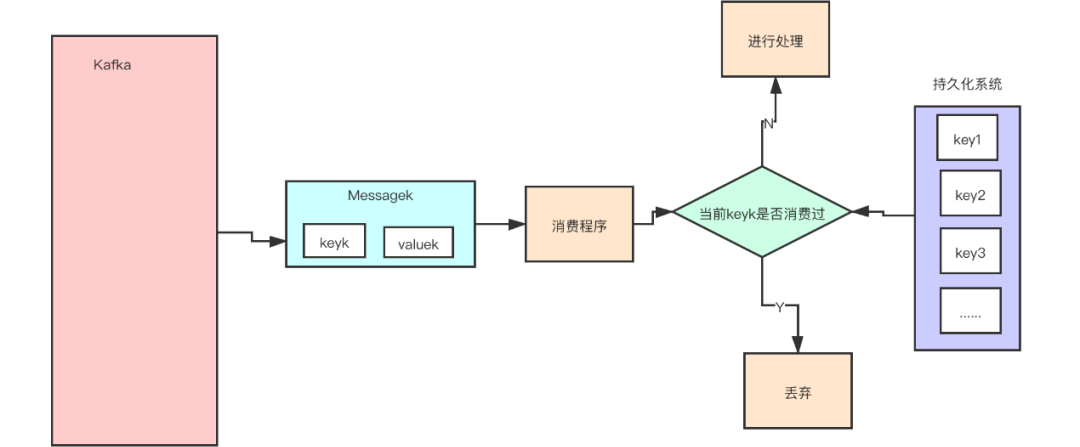 Kafka
Messagek
keyk
valuek
消费程序
当前keyk是否消费过
N
进行处理
Y
丢弃
持久化系统
key1
key2
key3
……